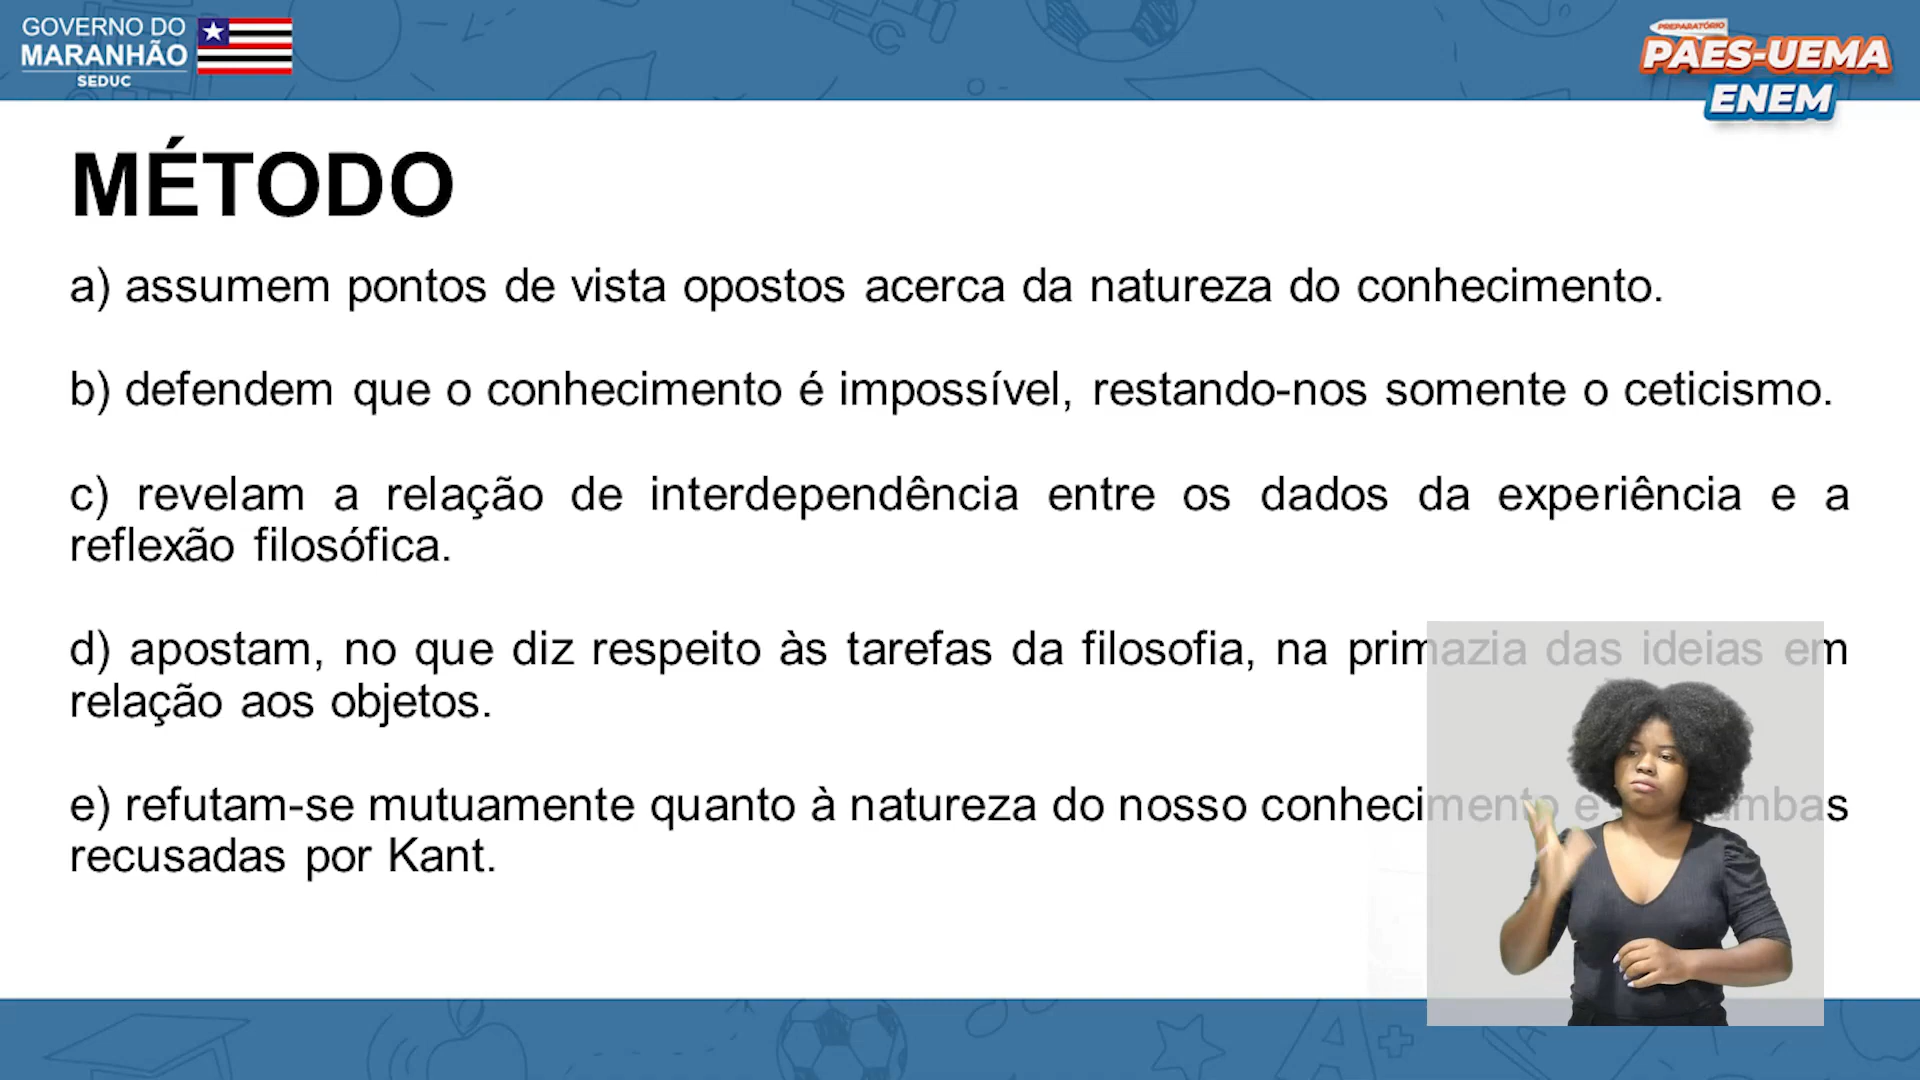 GOVERNO DO
MARANHÃO
SEDUC
PREPARATÓRIO
PAES-UEMA
ENEM
MÉTODO
a) assumem pontos de vista opostos acerca da natureza do conhecimento.
b) defendem que o conhecimento é impossível, restando-nos somente o ceticismo.
c) revelam a relação de interdependência entre os dados da experiência e a
reflexão filosófica.
d) apostam, no que diz respeito às tarefas da filosofia, na primazia das ideias em
relação aos objetos.
e) refutam-se mutuamente quanto à natureza do nosso conhecimento e ambas
recusadas por Kant.